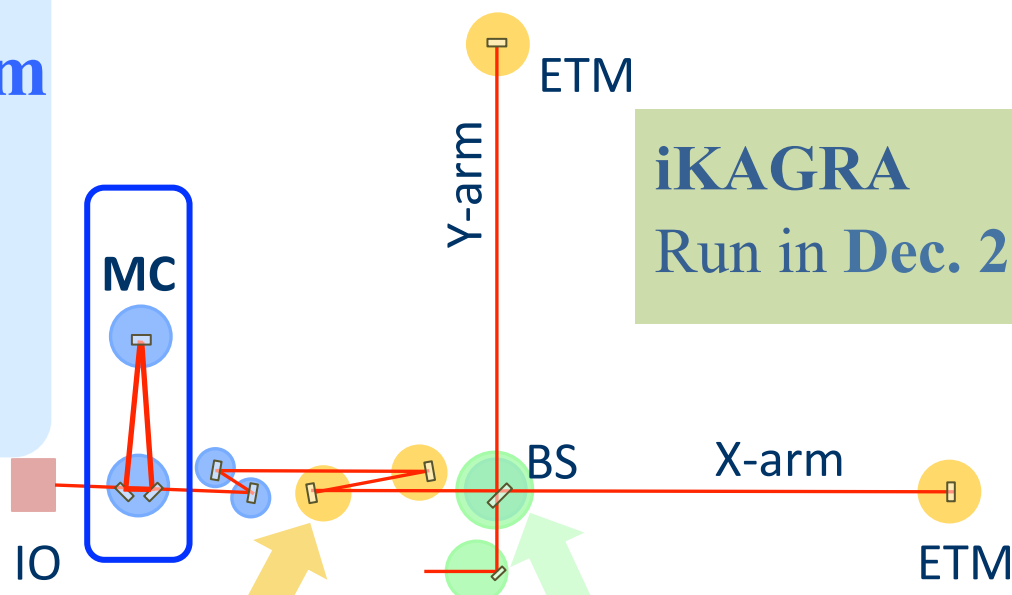 m
ETM
Y-arm
iKAGRA
Run in Dec. 2
MC
BS
X-arm
IO
ETM